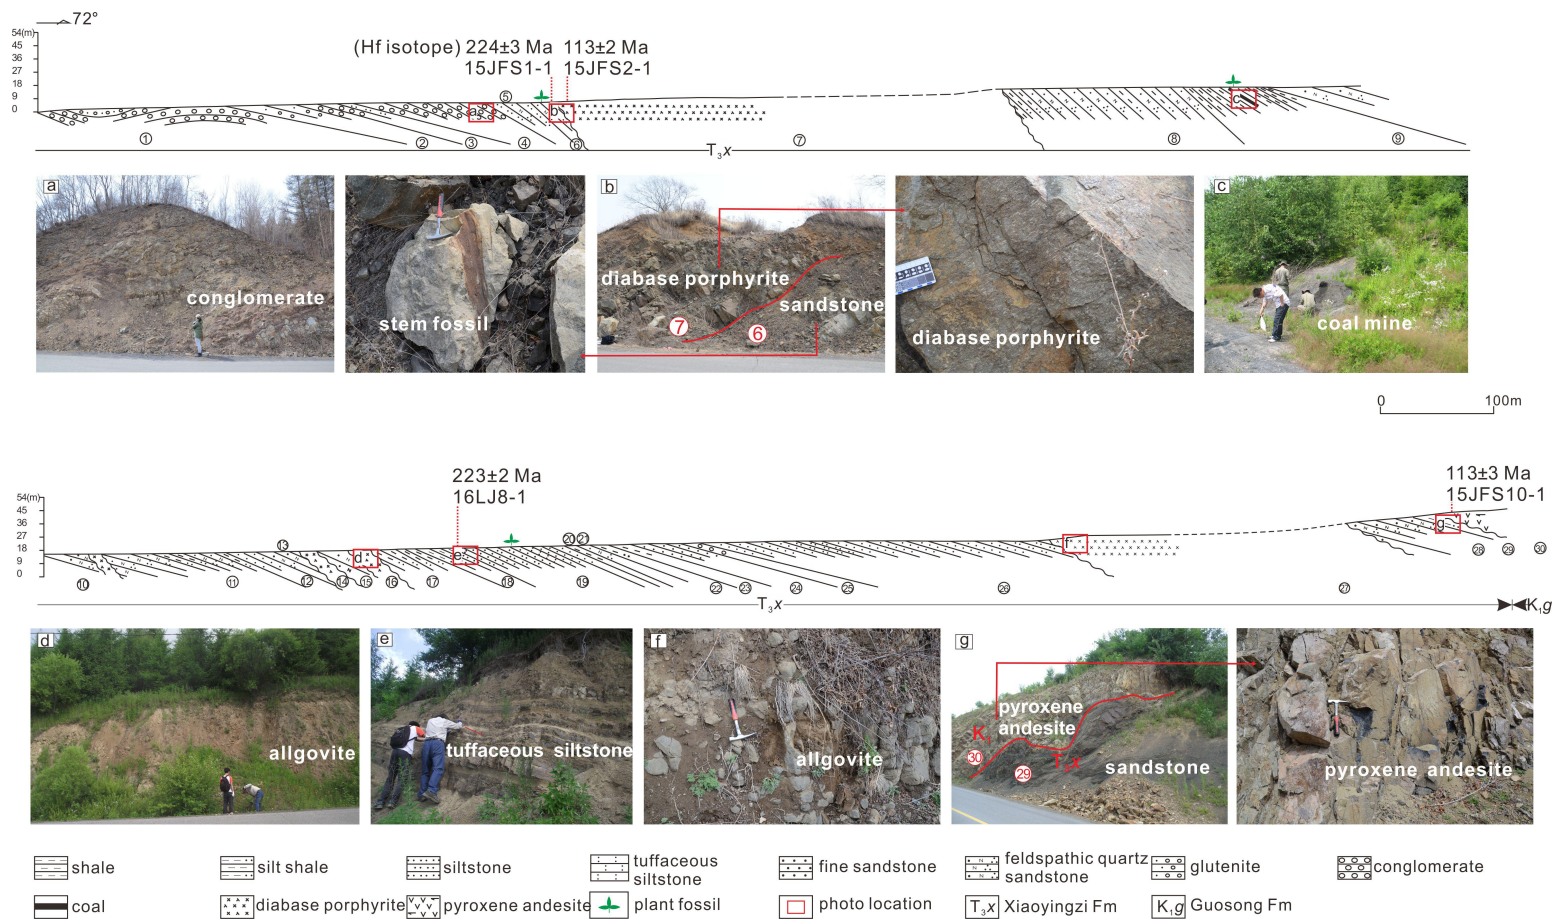 72°
54(m)
45
36
27
18
9
0
(Hf isotope) 224±3 Ma 113±2 Ma
15JFS1-1 15JFS2-1
a
b
c
① ② ③ ④ ⑤ ⑥ ⑦ ⑧ ⑨
T₃x
a
conglomerate
stem fossil
b
diabase porphyrite
sandstone
⑦ ⑥
diabase porphyrite
c
coal mine
0 100m
223±2 Ma
16LJ8-1
113±3 Ma
15JFS10-1
54(m)
45
36
27
18
9
0
d
e
f
g
⑩ ⑪ ⑫ ⑬ ⑭ ⑮ ⑯ ⑰ ⑱ ⑲ ⑳ ㉑ ㉒ ㉓ ㉔ ㉕ ㉖ ㉗ ㉘ ㉙ ㉚
T₃x K₁g
d
allgovite
e
tuffaceous siltstone
f
allgovite
g
pyroxene
andesite
K₁
T₃x
㉚
㉙
sandstone
pyroxene andesite
shale
silt shale
siltstone
tuffaceous
siltstone
fine sandstone
feldspathic quartz
sandstone
glutenite
conglomerate
coal
diabase porphyrite
pyroxene andesite
plant fossil
photo location
T₃x Xiaoyingzi Fm
K₁g Guosong Fm